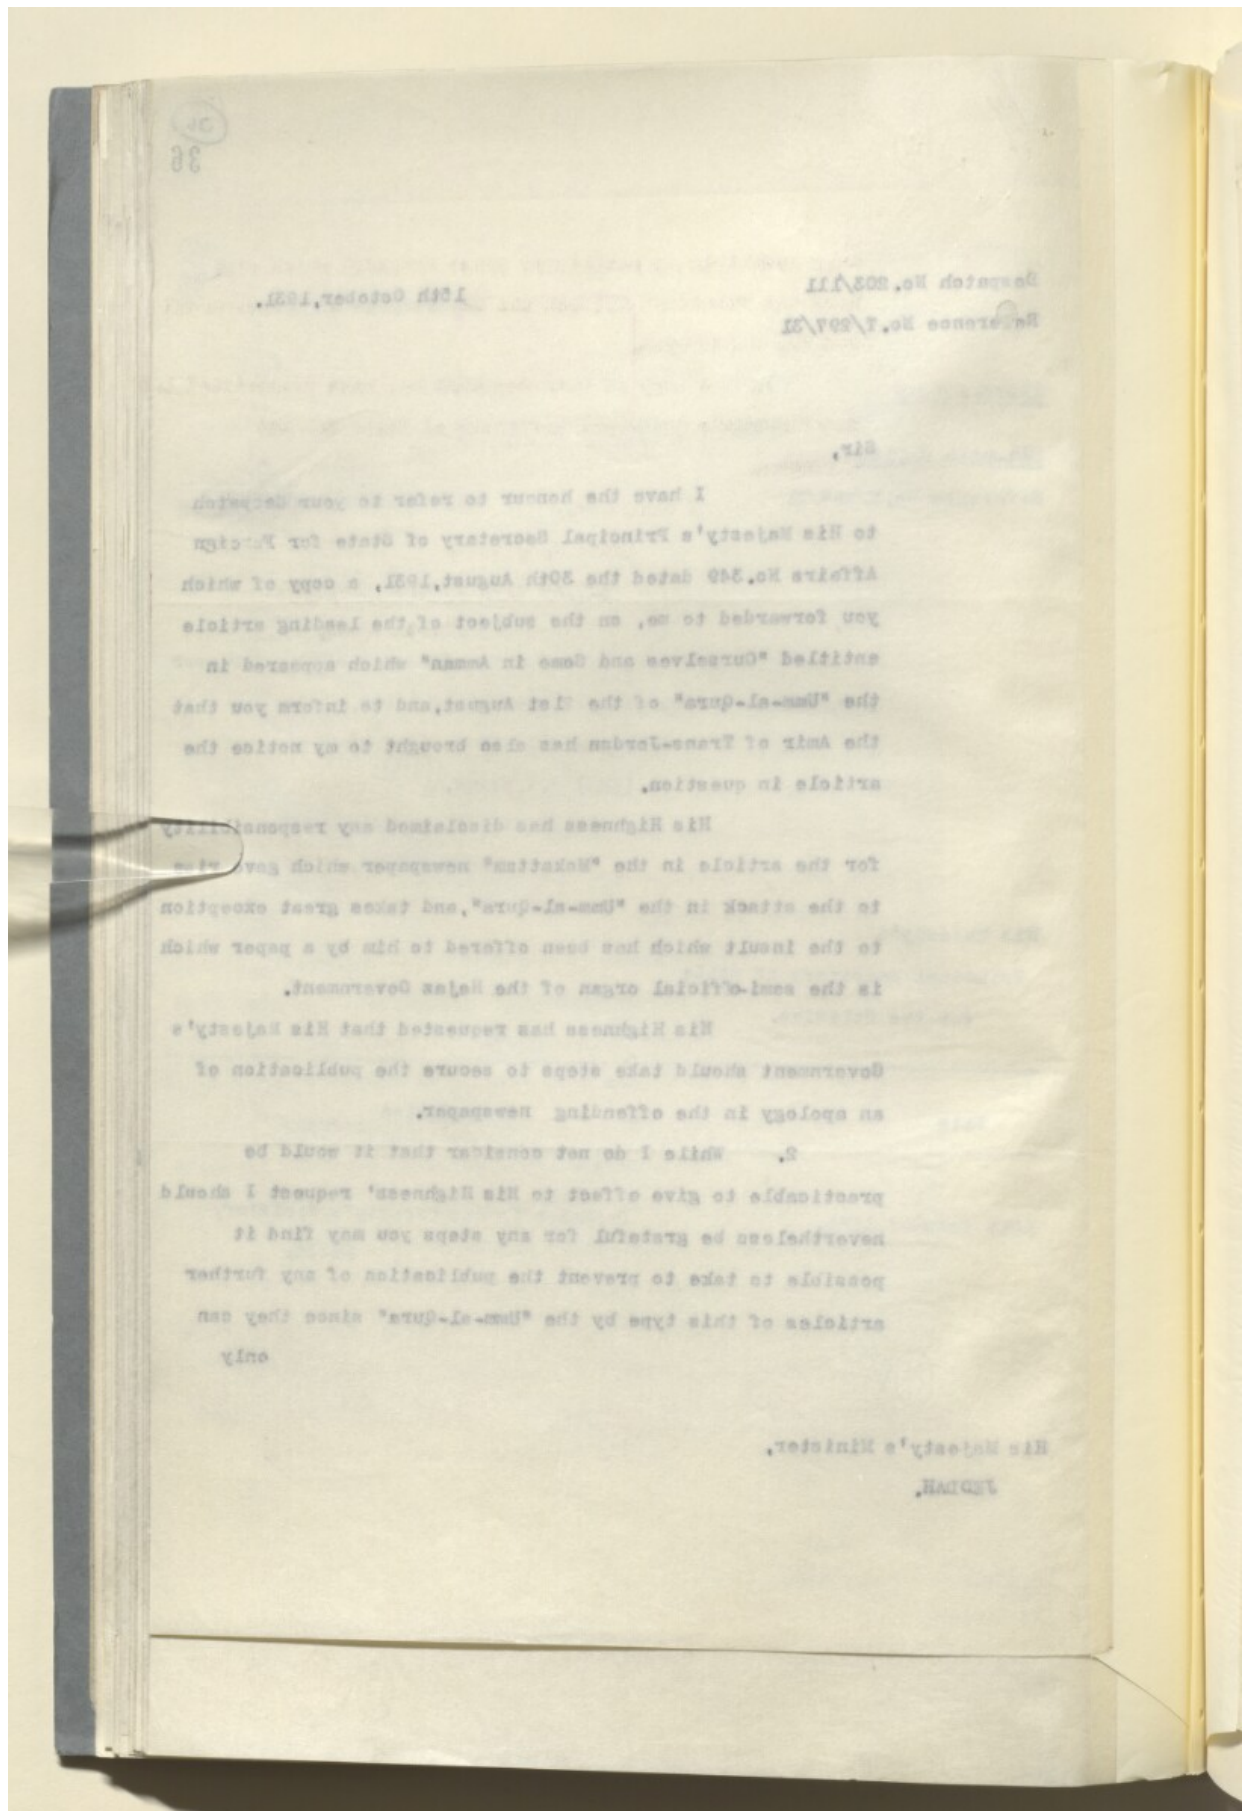 36
Despatch No.203/111
15th October,1931.
Reference No.T/297/31
Sir,
I have the honour to refer to your despatch
to His Majesty's Principal Secretary of State for Foreign
Affairs No.349 dated the 30th August,1931, a copy of which
you forwarded to me, on the subject of the leading article
entitled "Ourselves and Some in Amman" which appeared in
the "Umm-al-Qura" of the 21st August,and to inform you that
the Amir of Trans-Jordan has also brought to my notice the
article in question.
His Highness has disclaimed any responsibility
for the article in the "Mokattam" newspaper which gave rise
to the attack in the "Umm-al-Qura",and takes great exception
to the insult which has been offered to him by a paper which
is the semi-official organ of the Hejaz Government.
His Highness has requested that His Majesty's
Government should take steps to secure the publication of
an apology in the offending newspaper.
2. While I do not consider that it would be
practicable to give effect to His Highness' request I should
nevertheless be grateful for any steps you may find it
possible to take to prevent the publication of any further
articles of this type by the "Umm-al-Qura" since they can
only
His Majesty's Minister,
JEDDAH.